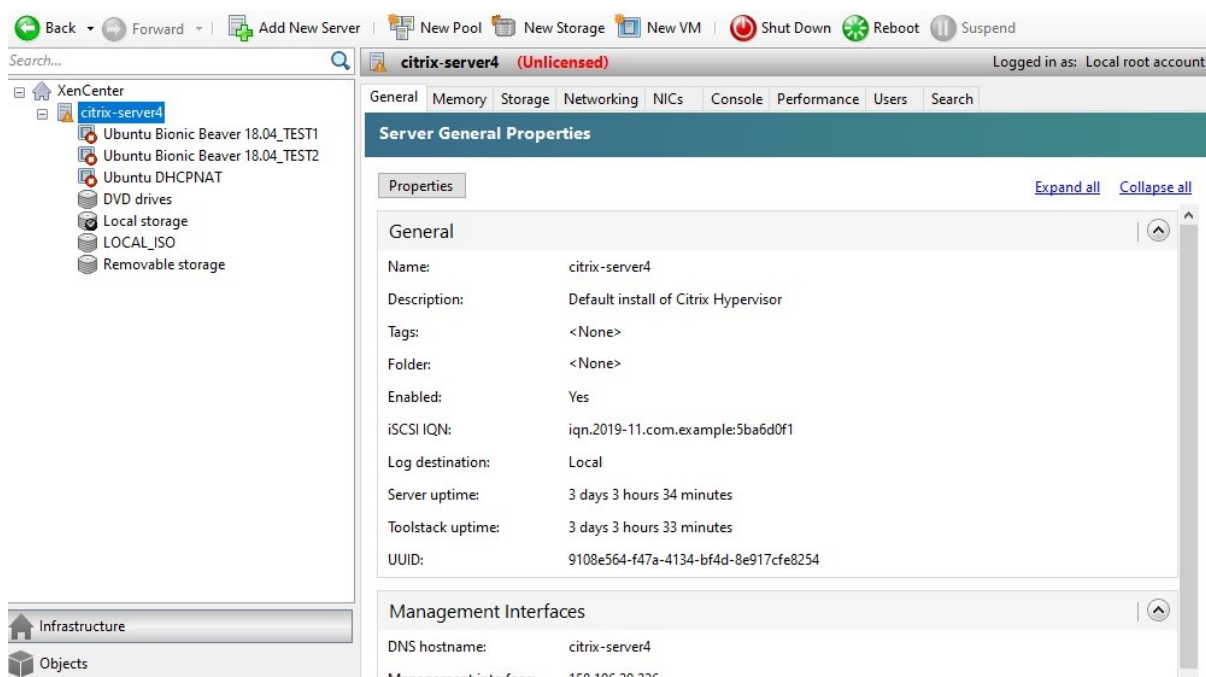 Back Forward Add New Server New Pool New Storage New VM Shut Down Reboot Suspend
Search...
XenCenter
citrix-server4
Ubuntu Bionic Beaver 18.04_TEST1
Ubuntu Bionic Beaver 18.04_TEST2
Ubuntu DHCPNAT
DVD drives
Local storage
LOCAL_ISO
Removable storage
Infrastructure
Objects
citrix-server4 (Unlicensed) Logged in as: Local root account
General Memory Storage Networking NICs Console Performance Users Search
Server General Properties
Properties Expand all Collapse all
General
Name: citrix-server4
Description: Default install of Citrix Hypervisor
Tags: <None>
Folder: <None>
Enabled: Yes
iSCSI IQN: iqn.2019-11.com.example:5ba6d0f1
Log destination: Local
Server uptime: 3 days 3 hours 34 minutes
Toolstack uptime: 3 days 3 hours 33 minutes
UUID: 9108e564-f47a-4134-bf4d-8e917cfe8254
Management Interfaces
DNS hostname: citrix-server4
Management interface: